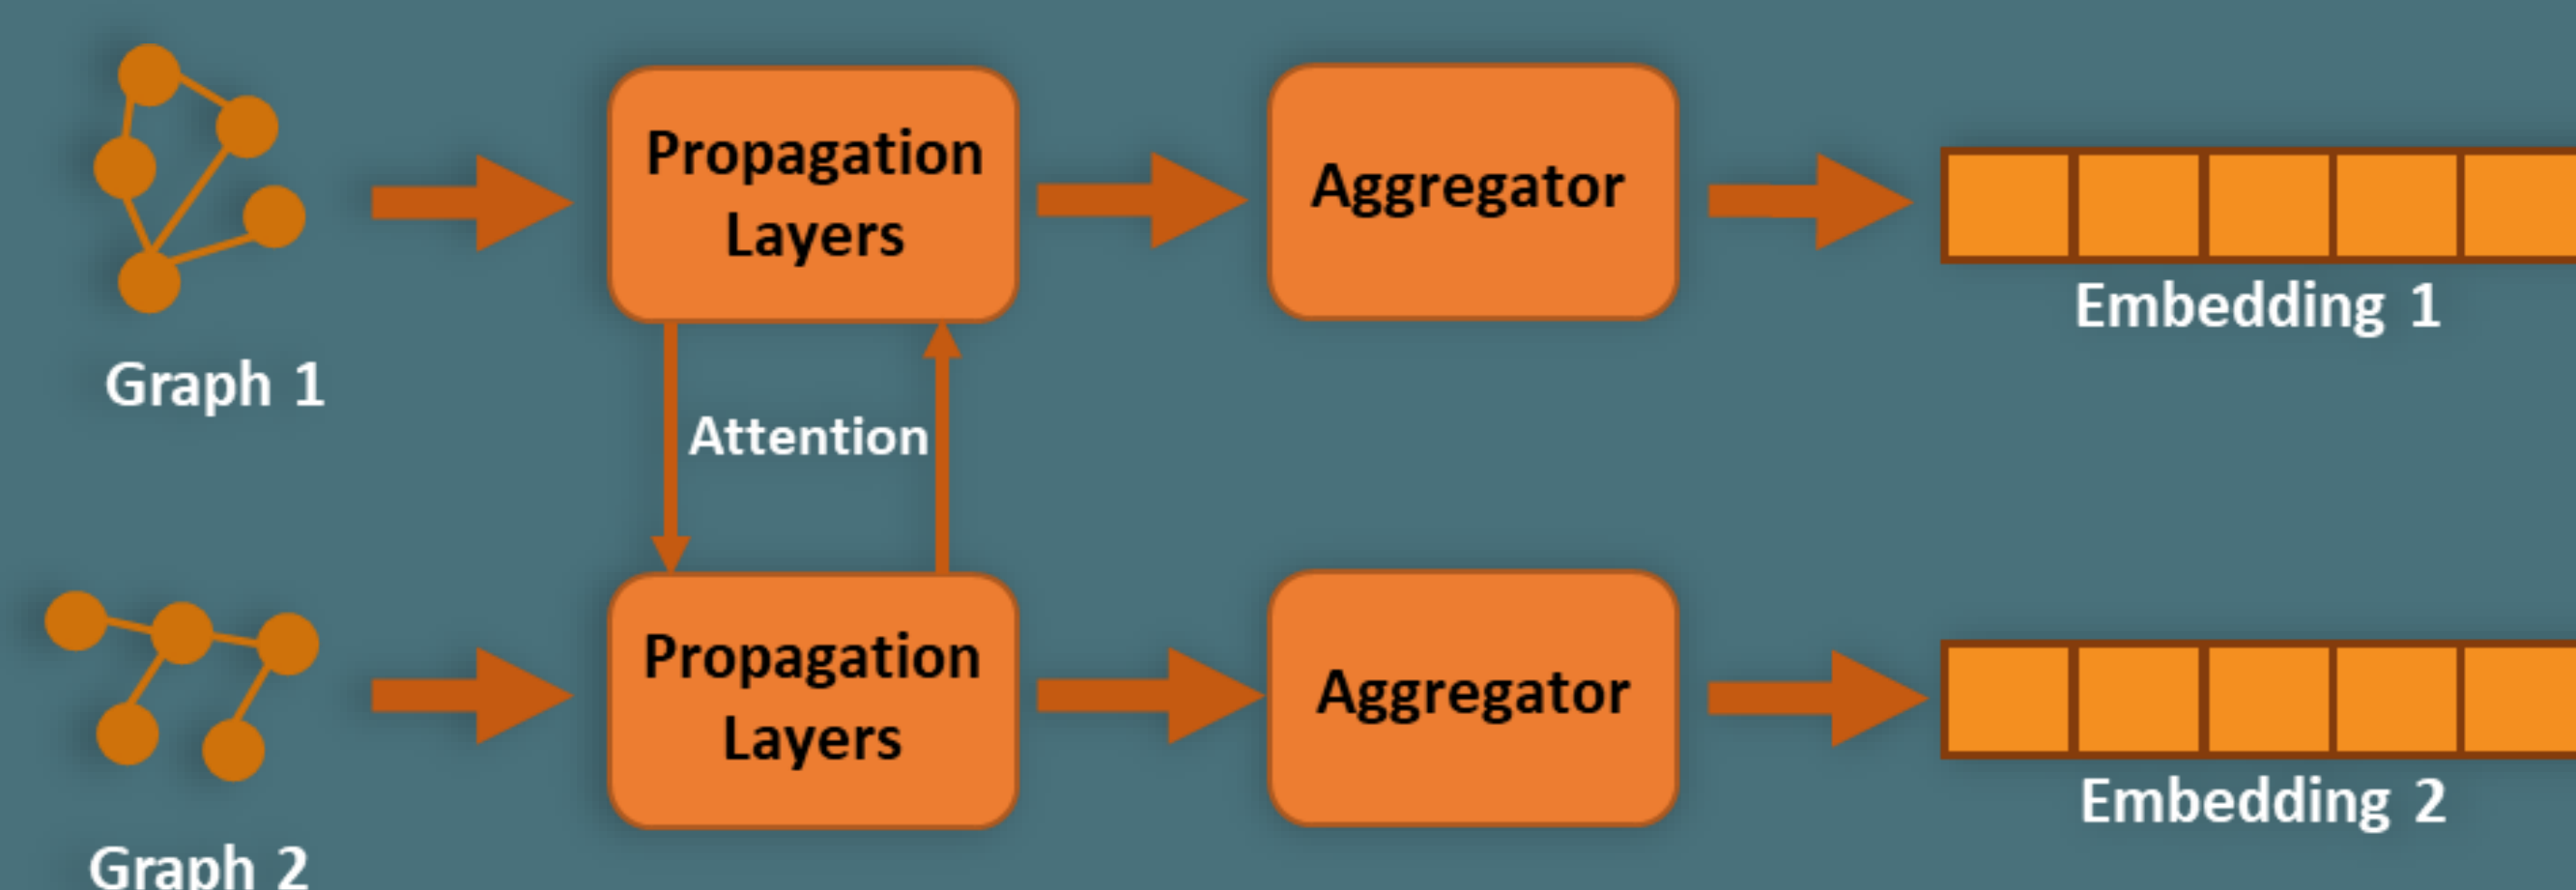 Propagation
Layers
Aggregator
Embedding 1
Graph 1
Attention
Propagation
Layers
Aggregator
Embedding 2
Graph 2